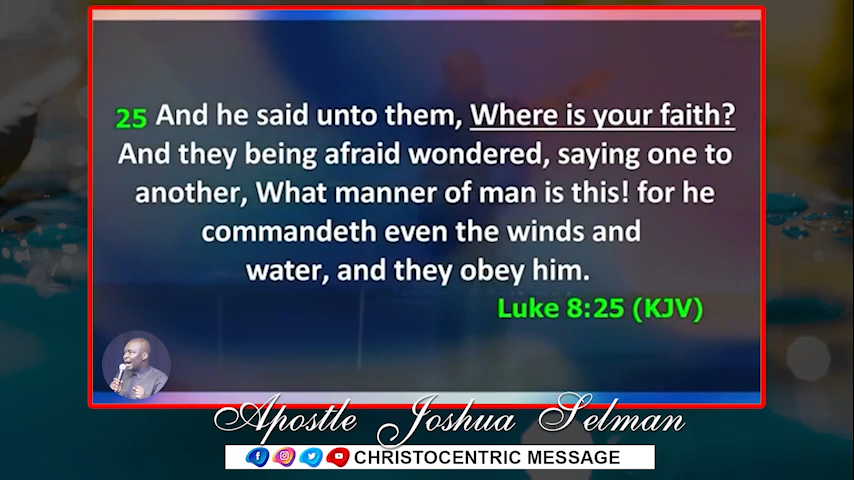 25 And he said unto them, Where is your faith?
And they being afraid wondered, saying one to
another, What manner of man is this! for he
commandeth even the winds and
water, and they obey him.
Luke 8:25 (KJV)
Apostle Joshua Selman
CHRISTOCENTRIC MESSAGE